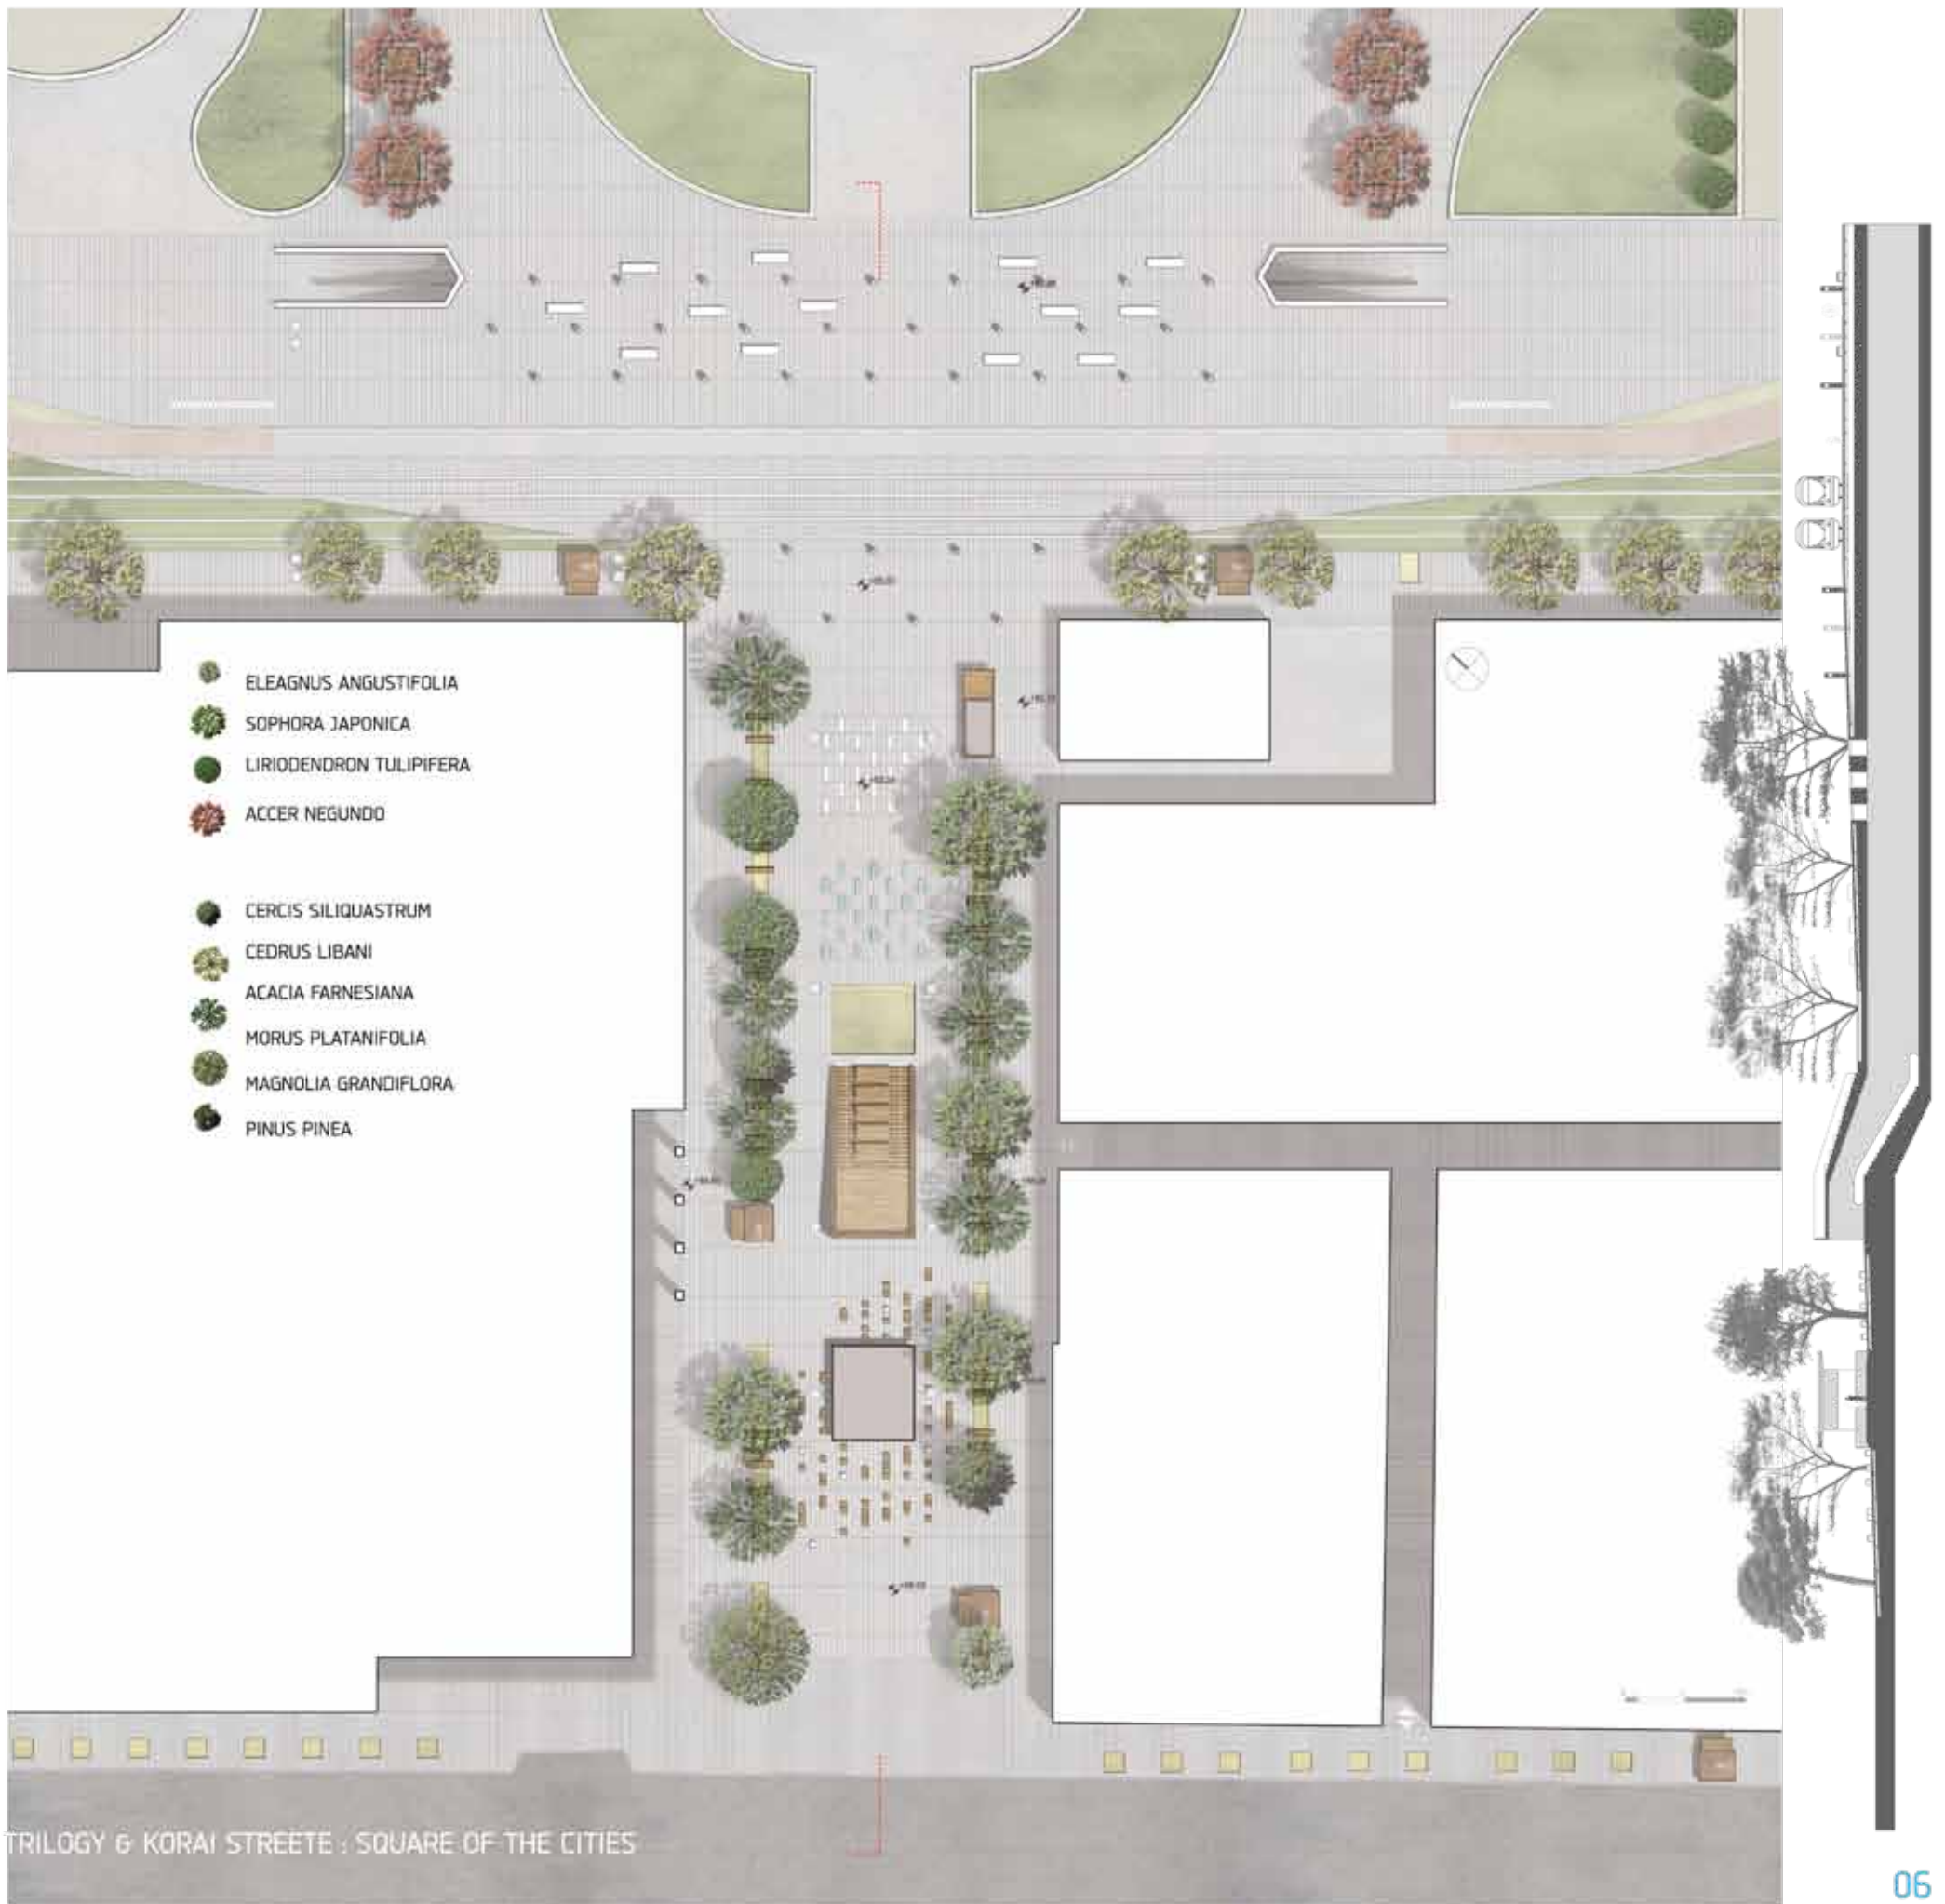 ELEAGNUS ANGUSTIFOLIA
SOPHORA JAPONICA
LIRIODENDRON TULIPIFERA
ACCER NEGUNDO
CERCIS SILIQUASTRUM
CEDRUS LIBANI
ACACIA FARNESIANA
MORUS PLATANIFOLIA
MAGNOLIA GRANDIFLORA
PINUS PINEA
TRILOGY & KORAI STREETE : SQUARE OF THE CITIES
06